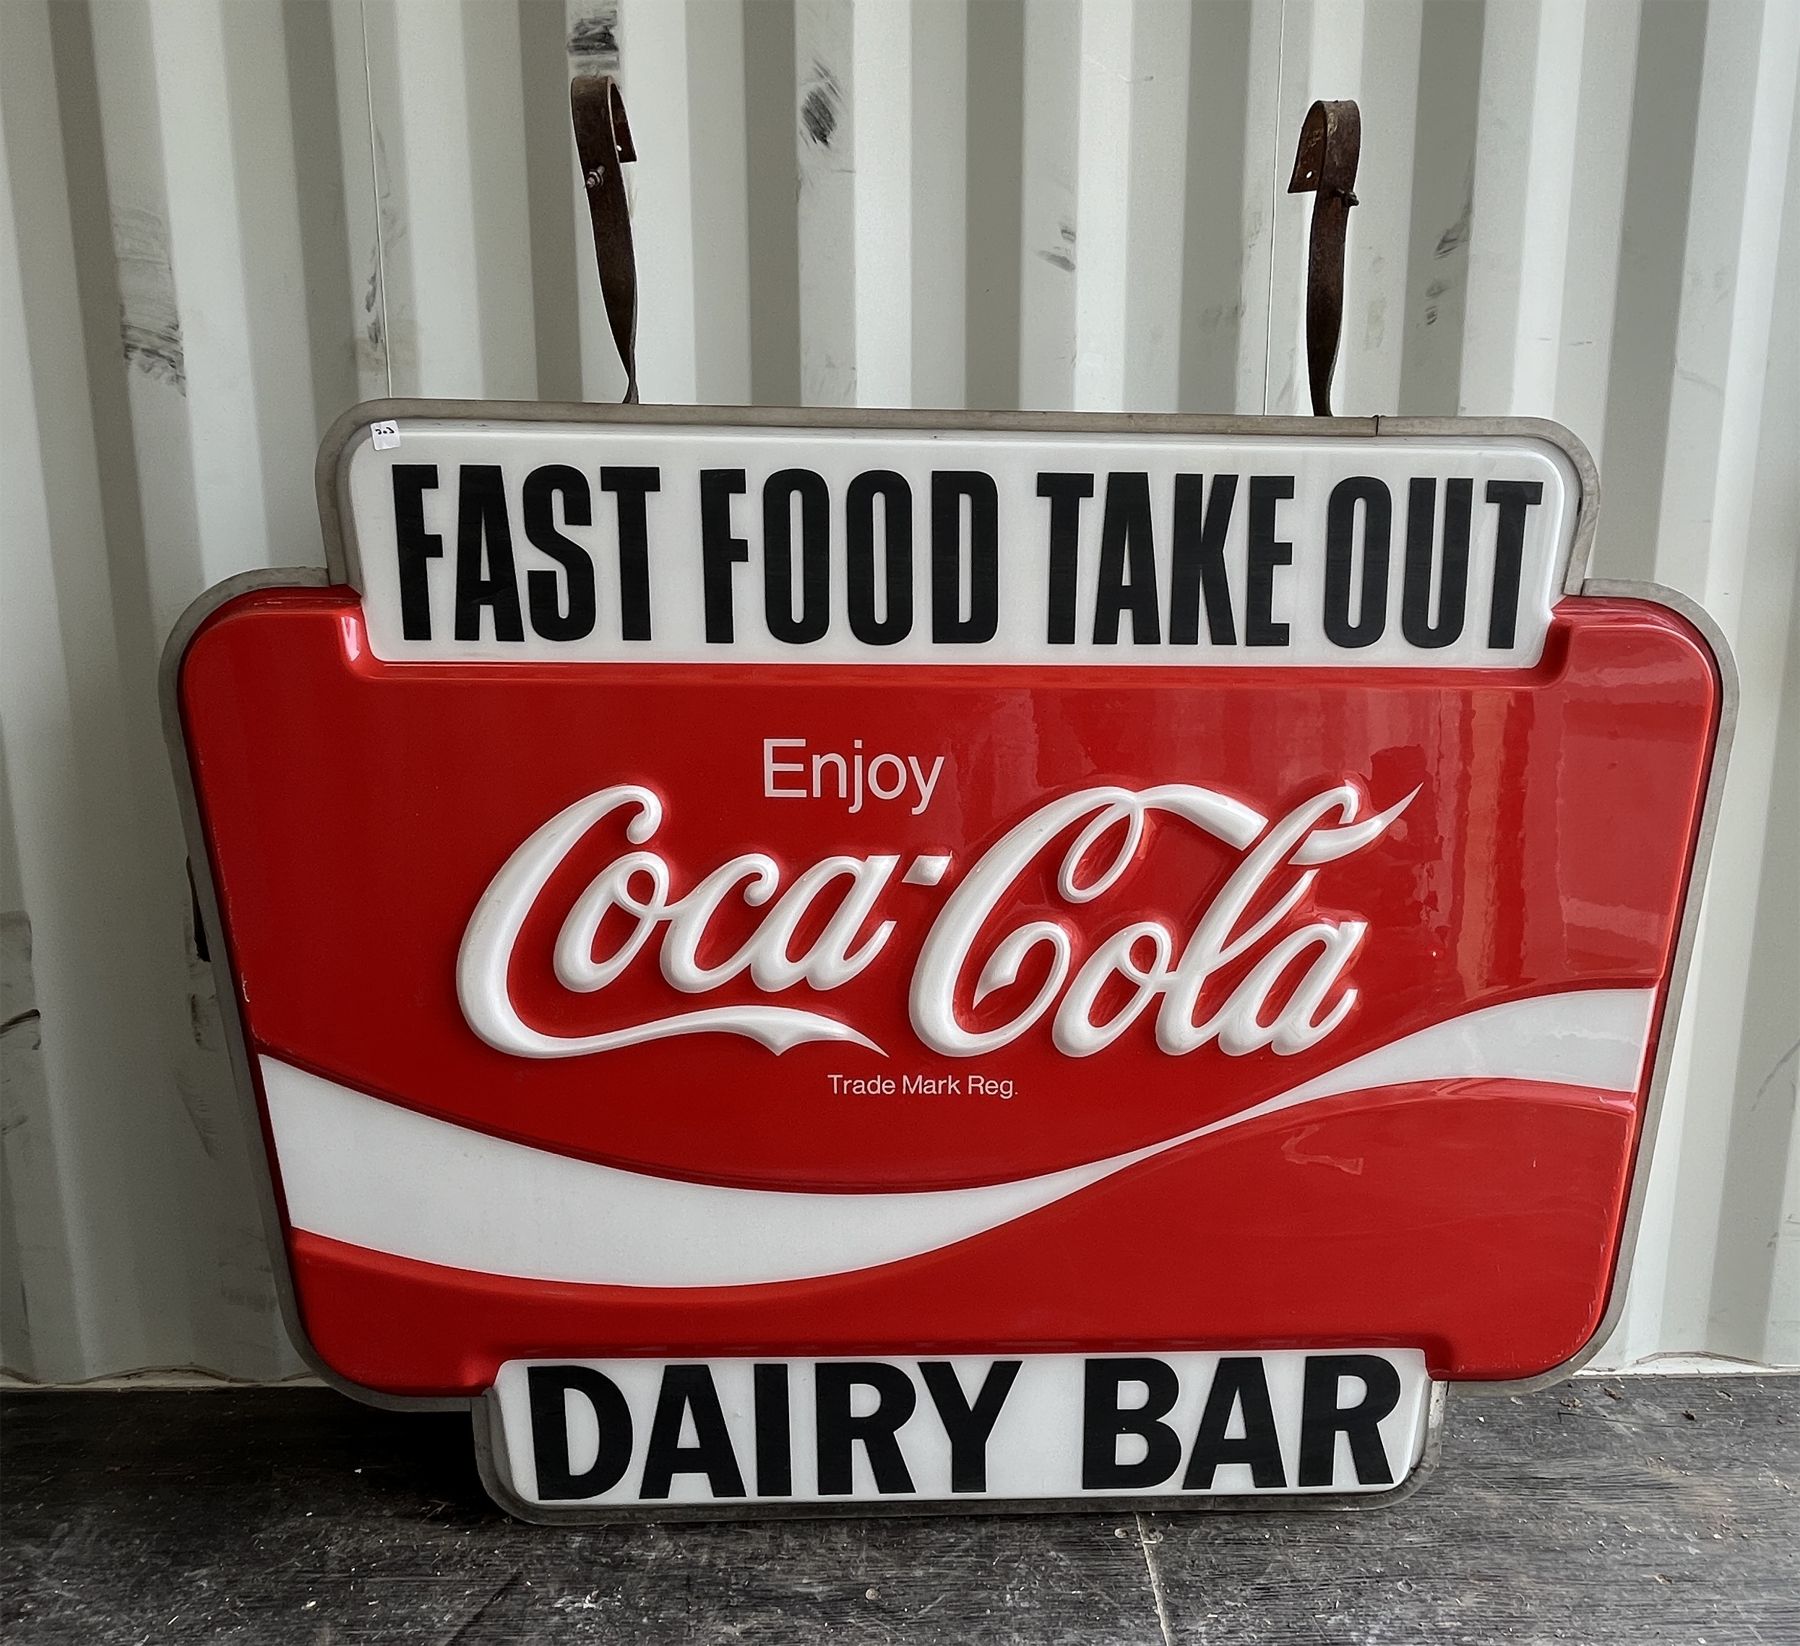 FAST FOOD TAKE OUT
Enjoy
Coca-Cola
Trade Mark Reg.
DAIRY BAR